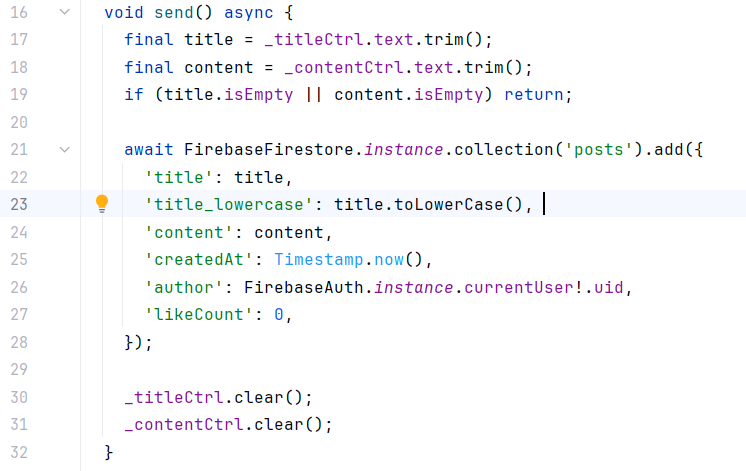 16 void send() async {
17 final title = _titleCtrl.text.trim();
18 final content = _contentCtrl.text.trim();
19 if (title.isEmpty || content.isEmpty) return;
20
21 await FirebaseFirestore.instance.collection('posts').add({
22 'title': title,
23 'title_lowercase': title.toLowerCase(),
24 'content': content,
25 'createdAt': Timestamp.now(),
26 'author': FirebaseAuth.instance.currentUser!.uid,
27 'likeCount': 0,
28 });
29
30 _titleCtrl.clear();
31 _contentCtrl.clear();
32 }